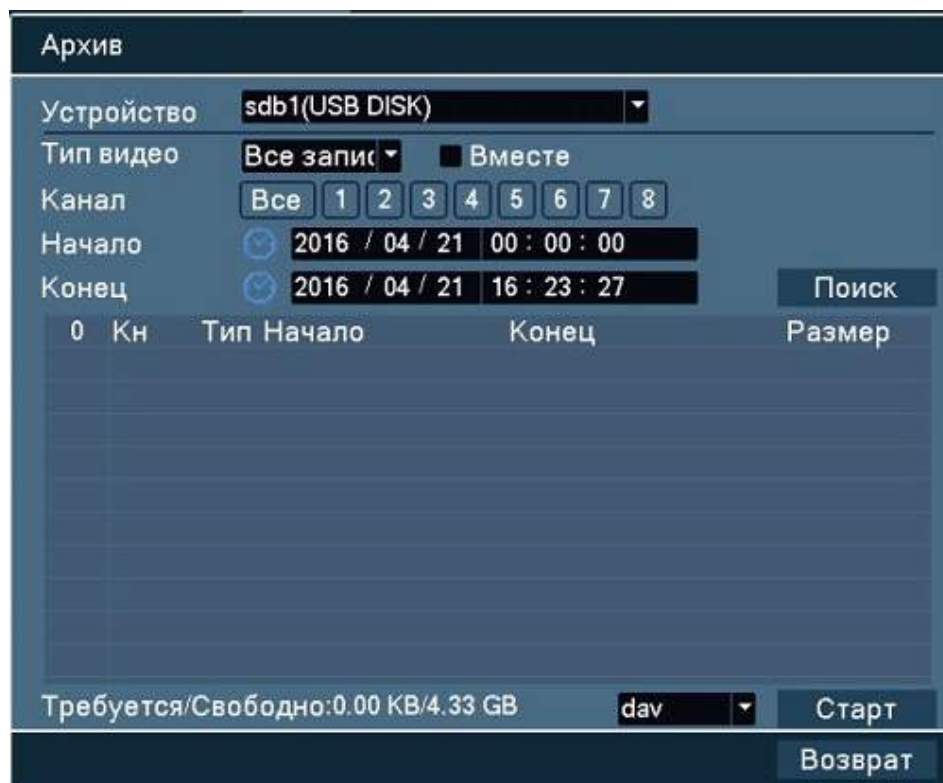 Архив
Устройство sdb1(USB DISK)
Тип видео Все запис Вместе
Канал Все 1 2 3 4 5 6 7 8
Начало 2016 / 04 / 21 00 : 00 : 00
Конец 2016 / 04 / 21 16 : 23 : 27 Поиск
0 Кн Тип Начало Конец Размер
Требуется/Свободно:0.00 KB/4.33 GB dav Старт
Возврат